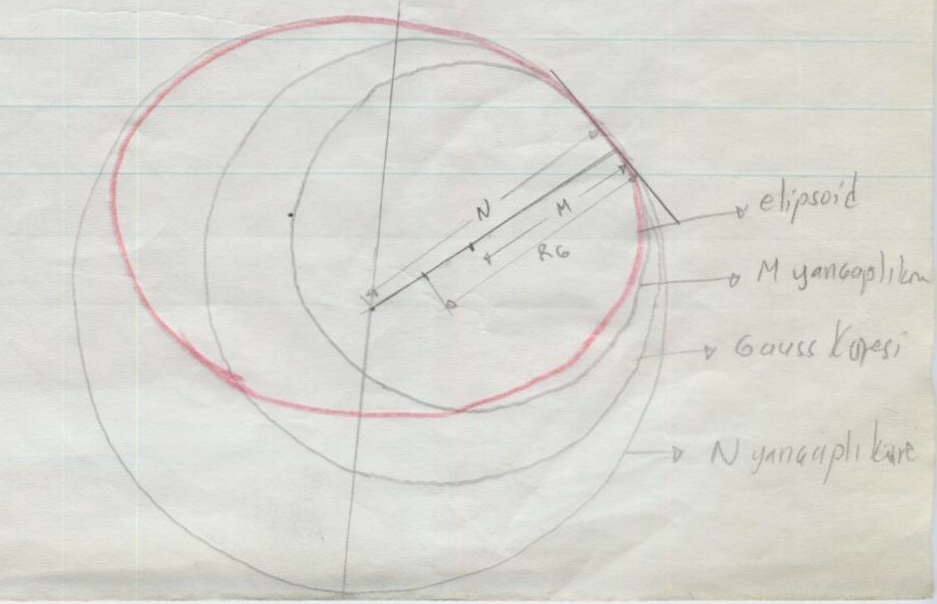 N
M
RG
elipsoid
M yarıçaplı küre
Gauss Küresi
N yarıçaplı küre